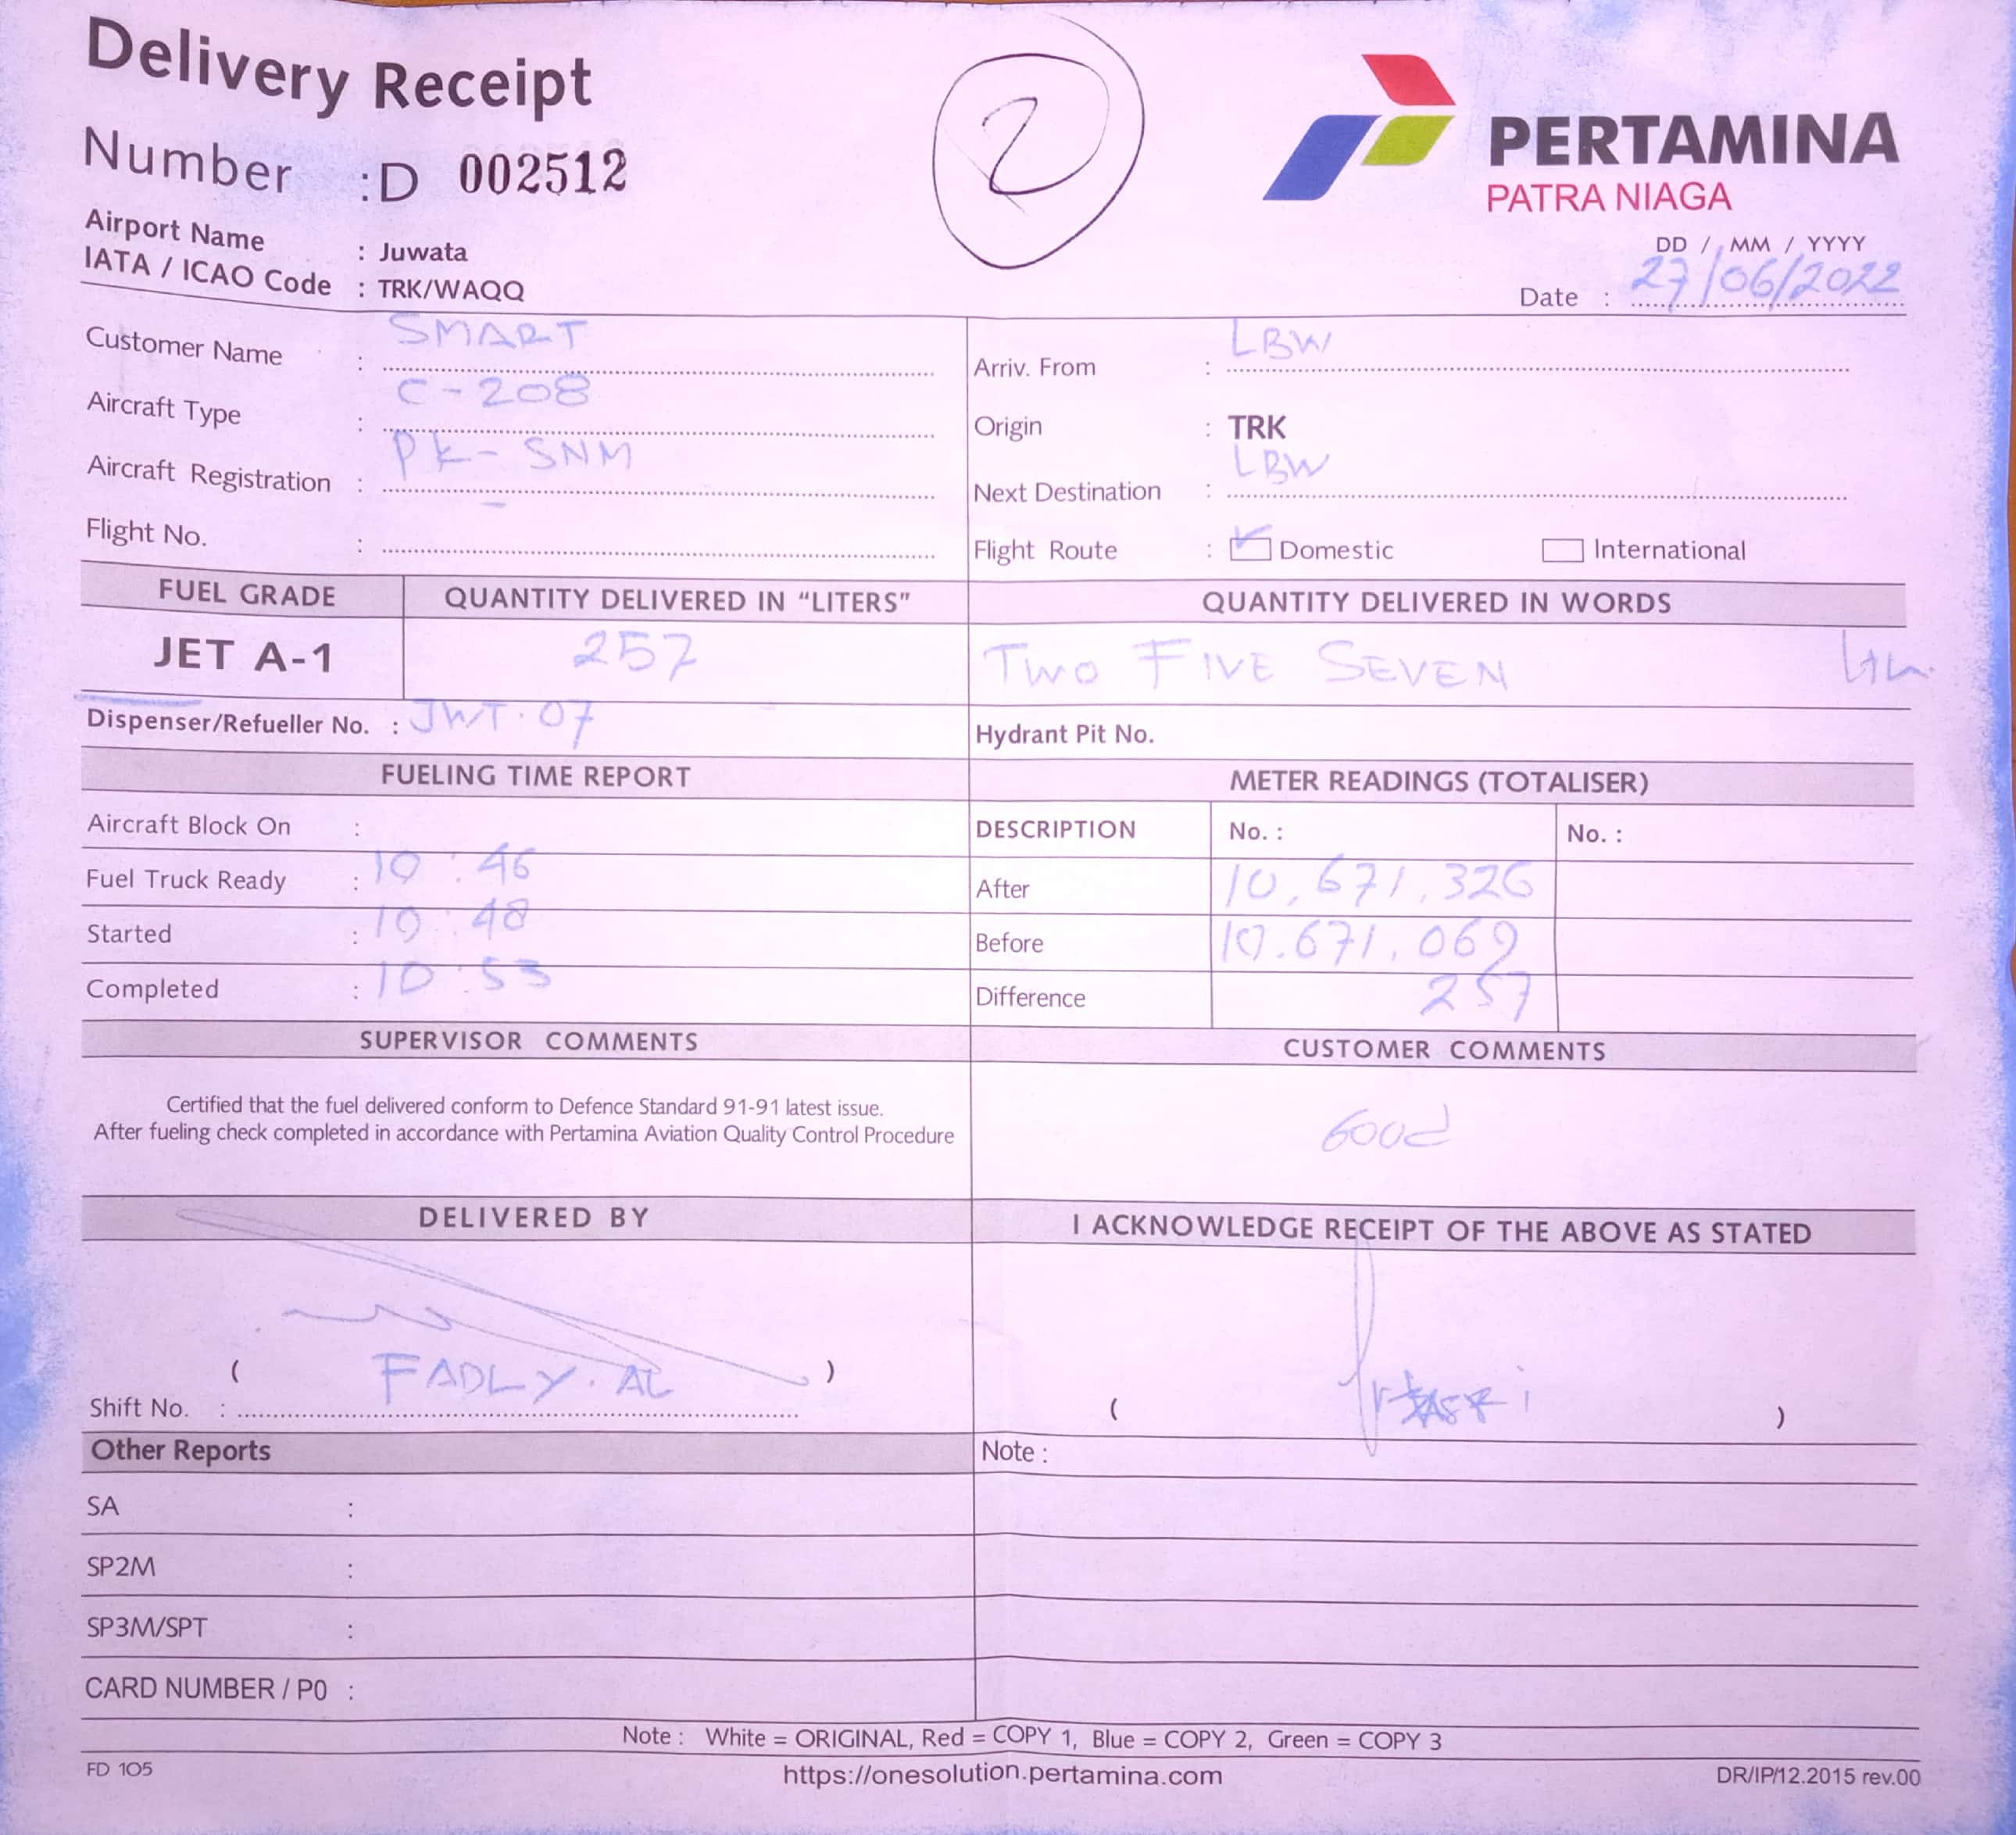 Delivery Receipt
Number : D 002512
2
PERTAMINA
PATRA NIAGA
Airport Name : Juwata
IATA / ICAO Code : TRK/WAQQ
DD / MM / YYYY
Date : 27/06/2022
Customer Name : SMART
Arriv. From : LBW
Aircraft Type : C-208
Origin : TRK
Aircraft Registration : PK-SNM
Next Destination : LBW
Flight No. :
Flight Route : Domestic International
FUEL GRADE QUANTITY DELIVERED IN “LITERS” QUANTITY DELIVERED IN WORDS
JET A-1 257 TWO FIVE SEVEN
Dispenser/Refueller No. : JWT.07 Hydrant Pit No.
FUELING TIME REPORT METER READINGS (TOTALISER)
Aircraft Block On : DESCRIPTION No. : No. :
Fuel Truck Ready : 10:46 After 10,671,326
Started : 10:48 Before 10.671.069
Completed : 10:53 Difference 257
SUPERVISOR COMMENTS CUSTOMER COMMENTS
Certified that the fuel delivered conform to Defence Standard 91-91 latest issue.
After fueling check completed in accordance with Pertamina Aviation Quality Control Procedure
Good
DELIVERED BY I ACKNOWLEDGE RECEIPT OF THE ABOVE AS STATED
( FADLY.AL )
Shift No. :
( )
Other Reports Note :
SA :
SP2M :
SP3M/SPT :
CARD NUMBER / P0 :
Note : White = ORIGINAL, Red = COPY 1, Blue = COPY 2, Green = COPY 3
FD 105 https://onesolution.pertamina.com DR/IP/12.2015 rev.00